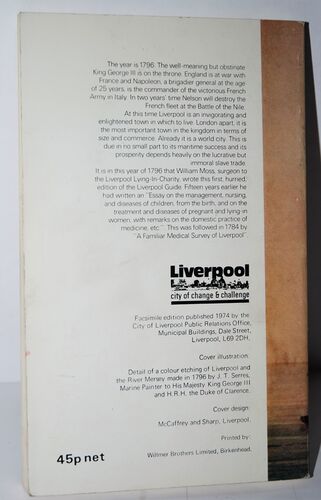 The year is 1796. The well-meaning but obstinate
King George III is on the throne. England is at war with
France and Napoleon, a brigadier general at the age
of 25 years, is the commander of the victorious French
Army in Italy. In two years' time Nelson will destroy the
French fleet at the Battle of the Nile.
At this time Liverpool is an invigorating and
enlightened town in which to live. London apart, it is
the most important town in the kingdom in terms of
size and commerce. Already it is a world city. This is
due in no small part to its maritime success and its
prosperity depends heavily on the lucrative but
immoral slave trade.
It is in this year of 1796 that William Moss, surgeon to
the Liverpool Lying-In-Charity, wrote this first, hurried,
edition of the Liverpool Guide. Fifteen years earlier he
had written an "Essay on the management, nursing,
and diseases of children, from the birth, and on the
treatment and diseases of pregnant and lying in
women; with remarks on the domestic practice of
medicine, etc." This was followed in 1784 by
"A Familiar Medical Survey of Liverpool"
Liverpool
city of change & challenge
Facsimile edition published 1974 by the
City of Liverpool Public Relations Office,
Municipal Buildings, Dale Street,
Liverpool, L69 2DH.
Cover illustration:
Detail of a colour etching of Liverpool and
the River Mersey made in 1796 by J. T. Serres,
Marine Painter to His Majesty King George III
and H.R.H. the Duke of Clarence.
Cover design:
McCaffrey and Sharp, Liverpool.
Printed by:
45p net
Willmer Brothers Limited, Birkenhead.